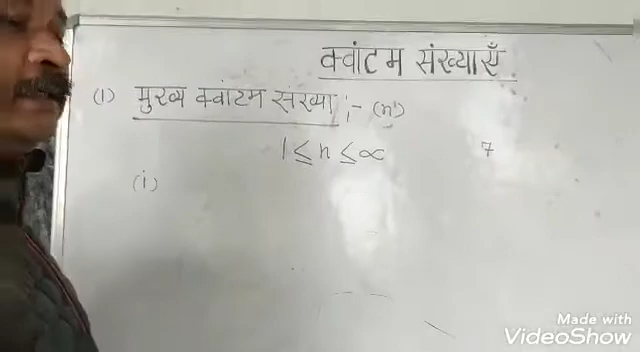 क्वांटम संख्याएँ
(1) मुख्य क्वांटम संख्या :- (n)
1 ≤ n ≤ ∞ 7
(i)
Made with
VideoShow